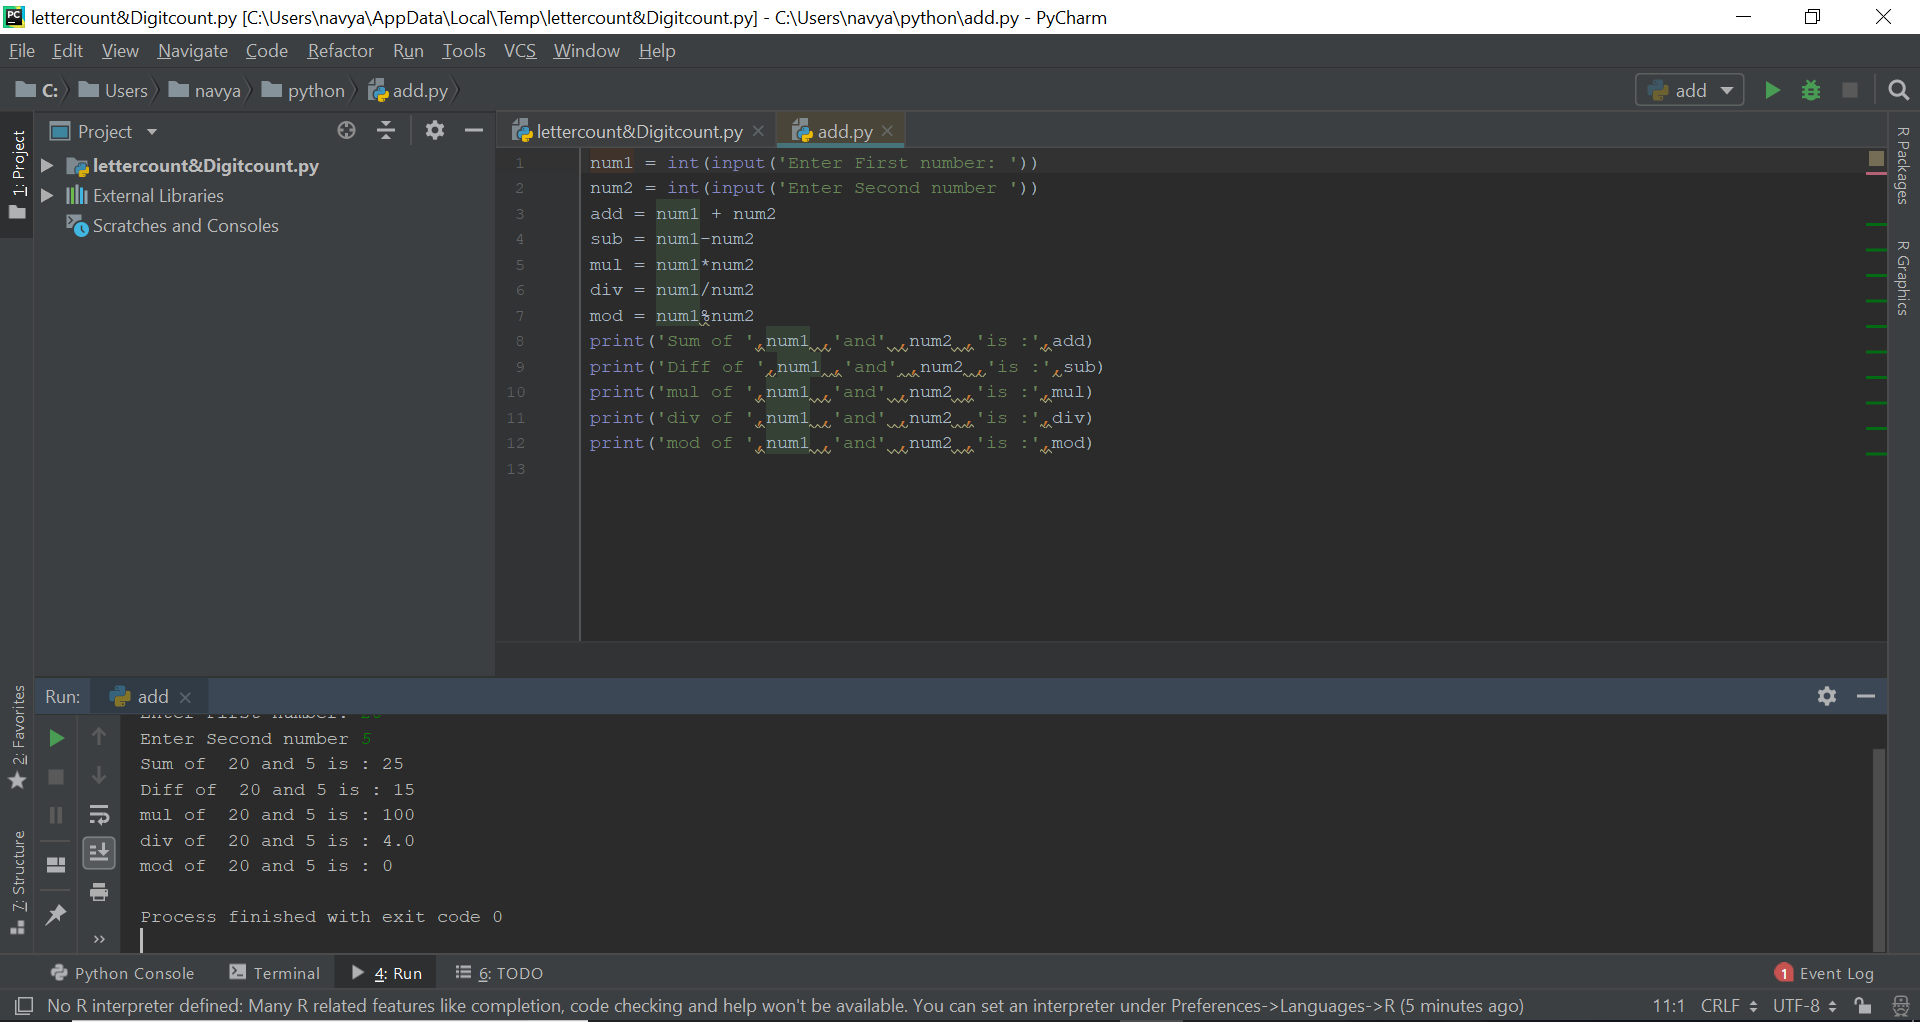 lettercount&Digitcount.py [C:\Users\navya\AppData\Local\Temp\lettercount&Digitcount.py] - C:\Users\navya\python\add.py - PyCharm
File Edit View Navigate Code Refactor Run Tools VCS Window Help
C: Users navya python add.py add
Project
lettercount&Digitcount.py add.py
1: Project
lettercount&Digitcount.py
External Libraries
Scratches and Consoles
1 num1 = int(input('Enter First number: '))
2 num2 = int(input('Enter Second number '))
3 add = num1 + num2
4 sub = num1-num2
5 mul = num1*num2
6 div = num1/num2
7 mod = num1%num2
8 print('Sum of ',num1 ,'and' ,num2 ,'is :',add)
9 print('Diff of ',num1 ,'and' ,num2 ,'is :',sub)
10 print('mul of ',num1 ,'and' ,num2 ,'is :',mul)
11 print('div of ',num1 ,'and' ,num2 ,'is :',div)
12 print('mod of ',num1 ,'and' ,num2 ,'is :',mod)
13
R Packages
R Graphics
Run: add
2: Favorites
7: Structure
Enter First number: 20
Enter Second number 5
Sum of  20 and 5 is : 25
Diff of  20 and 5 is : 15
mul of  20 and 5 is : 100
div of  20 and 5 is : 4.0
mod of  20 and 5 is : 0
Process finished with exit code 0
Python Console Terminal 4: Run 6: TODO 1 Event Log
No R interpreter defined: Many R related features like completion, code checking and help won't be available. You can set an interpreter under Preferences->Languages->R (5 minutes ago) 11:1 CRLF UTF-8